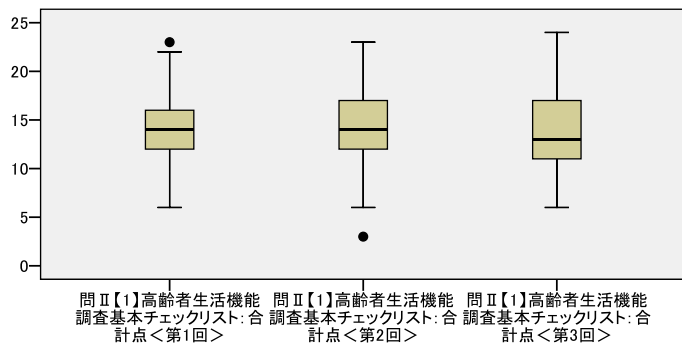 25
20
15
10
5
0
問Ⅱ【1】高齢者生活機能
調査基本チェックリスト：合
計点＜第1回＞
問Ⅱ【1】高齢者生活機能
調査基本チェックリスト：合
計点＜第2回＞
問Ⅱ【1】高齢者生活機能
調査基本チェックリスト：合
計点＜第3回＞